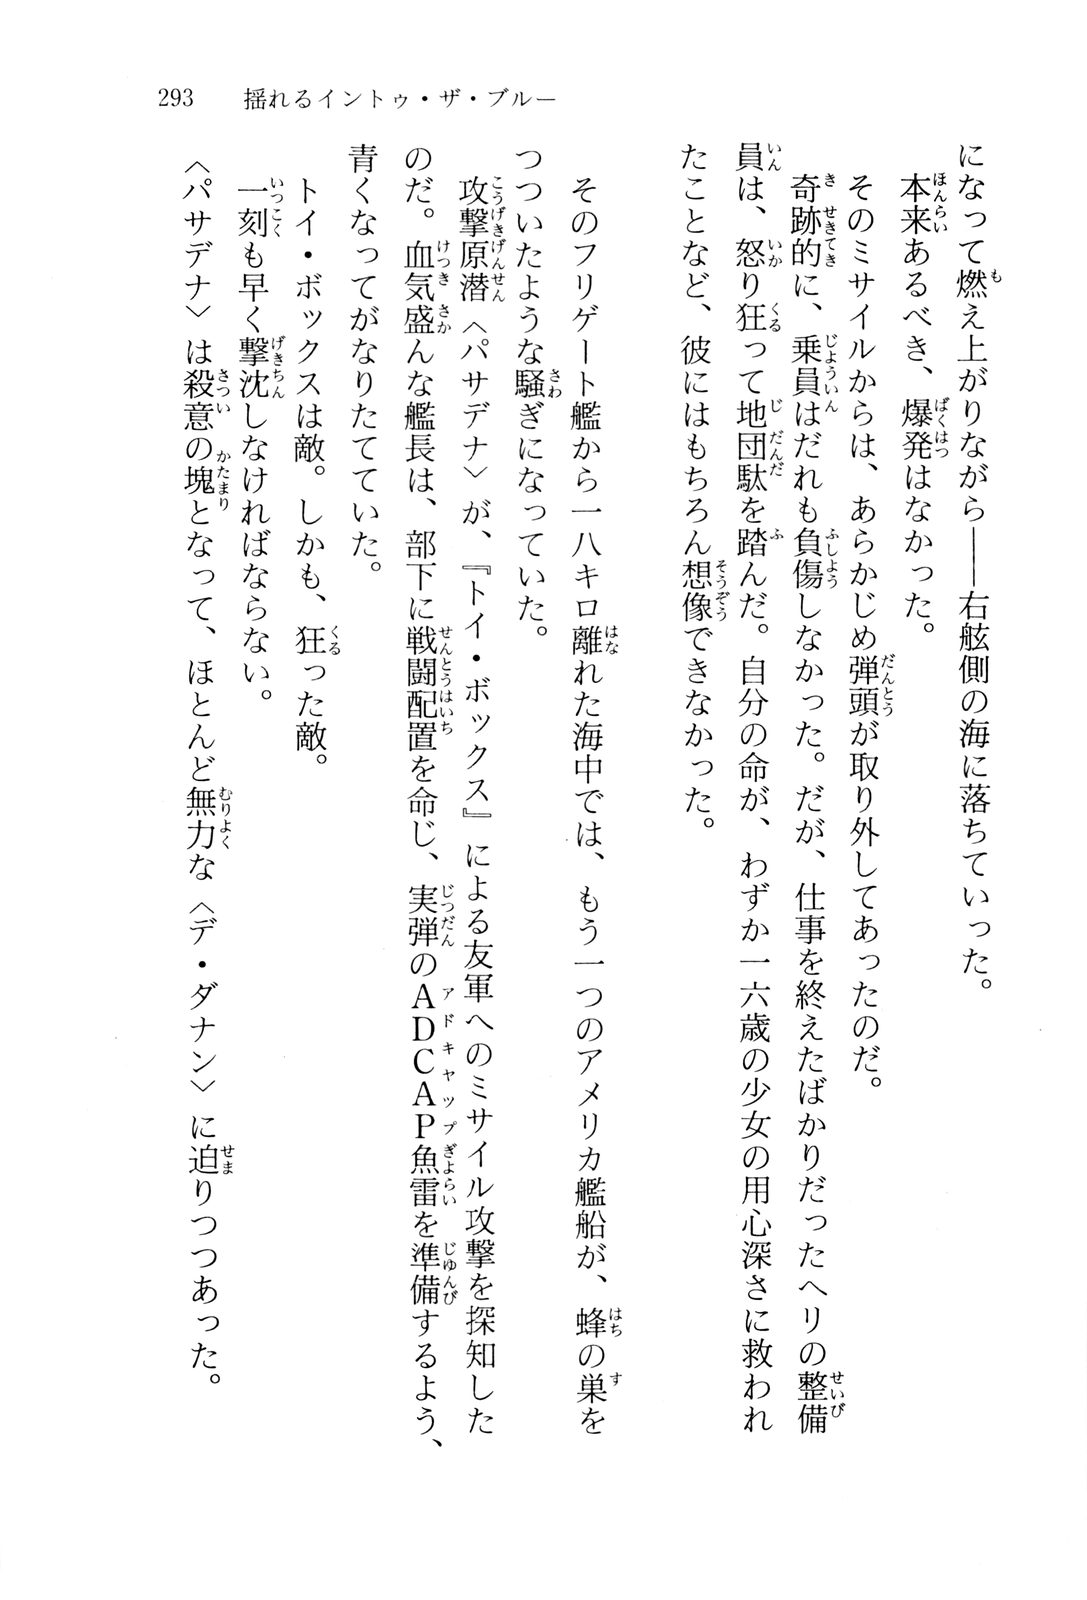 293　揺れるイントゥ・ザ・ブルー
になって燃え上がりながら――右舷側の海に落ちていった。
本来あるべき、爆発はなかった。
そのミサイルからは、あらかじめ弾頭が取り外してあったのだ。
奇跡的に、乗員はだれも負傷しなかった。だが、仕事を終えたばかりだったヘリの整備
員は、怒り狂って地団駄を踏んだ。自分の命が、わずか一六歳の少女の用心深さに救われ
たことなど、彼にはもちろん想像できなかった。
そのフリゲート艦から一八キロ離れた海中では、もう一つのアメリカ艦船が、蜂の巣を
つついたような騒ぎになっていた。
攻撃原潜〈パサデナ〉が、『トイ・ボックス』による友軍へのミサイル攻撃を探知した
のだ。血気盛んな艦長は、部下に戦闘配置を命じ、実弾のADCAP魚雷を準備するよう、
青くなってがなりたてていた。
トイ・ボックスは敵。しかも、狂った敵。
一刻も早く撃沈しなければならない。
〈パサデナ〉は殺意の塊となって、ほとんど無力な〈デ・ダナン〉に迫りつつあった。